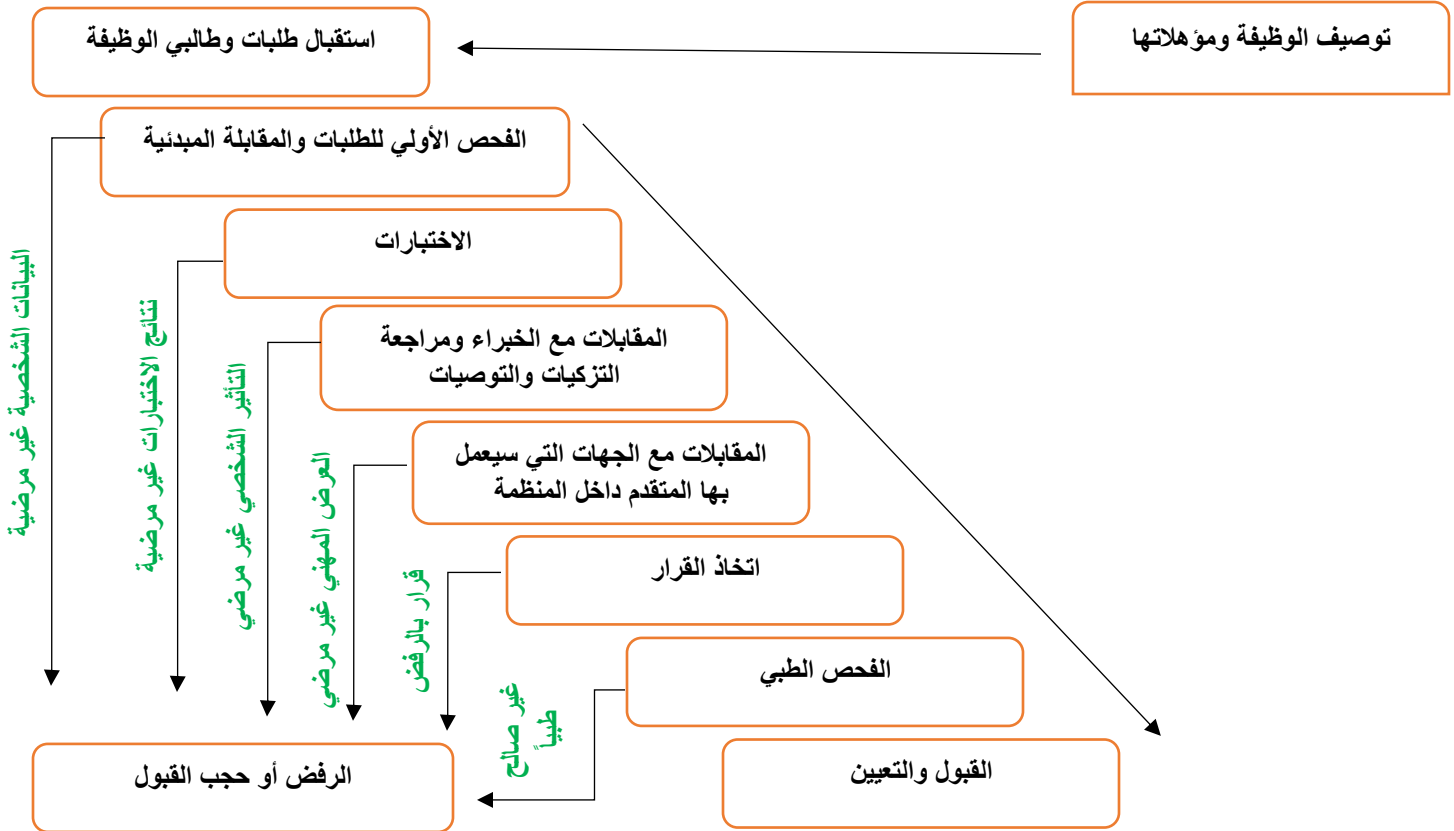 توصيف الوظيفة ومؤهلاتها
استقبال طلبات وطالبي الوظيفة
الفحص الأولي للطلبات والمقابلة المبدئية
الاختبارات
المقابلات مع الخبراء ومراجعة
التزكيات والتوصيات
المقابلات مع الجهات التي سيعمل
بها المتقدم داخل المنظمة
اتخاذ القرار
الفحص الطبي
القبول والتعيين
الرفض أو حجب القبول
البيانات الشخصية غير مرضية
نتائج الاختبارات غير مرضية
التأثير الشخصي غير مرضي
العرض المهني غير مرضي
قرار بالرفض
غير صالح
طبياً